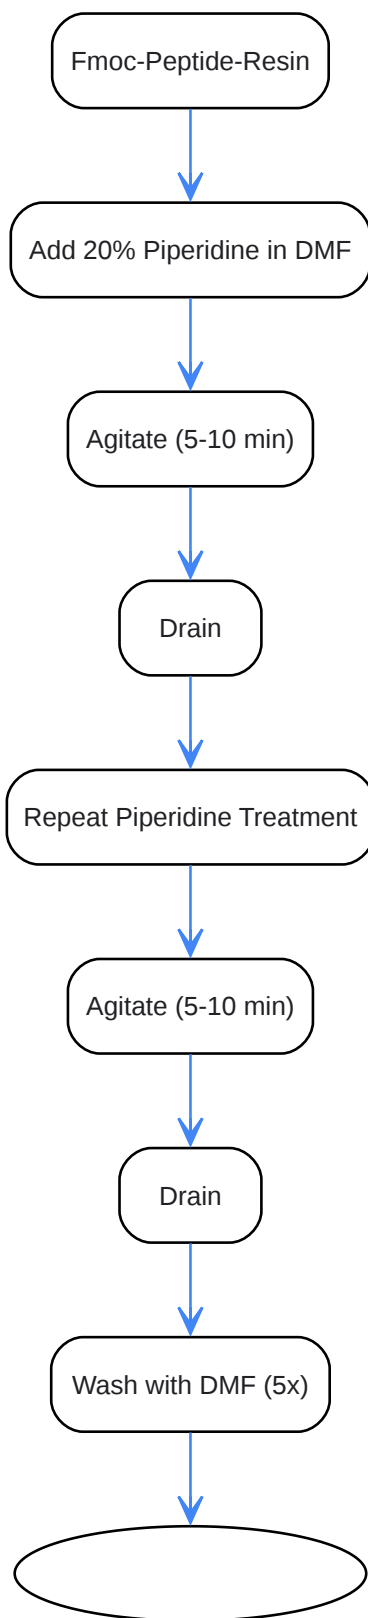 Fmoc-Peptide-Resin
Add 20% Piperidine in DMF
Agitate (5-10 min)
Drain
Repeat Piperidine Treatment
Agitate (5-10 min)
Drain
Wash with DMF (5x)